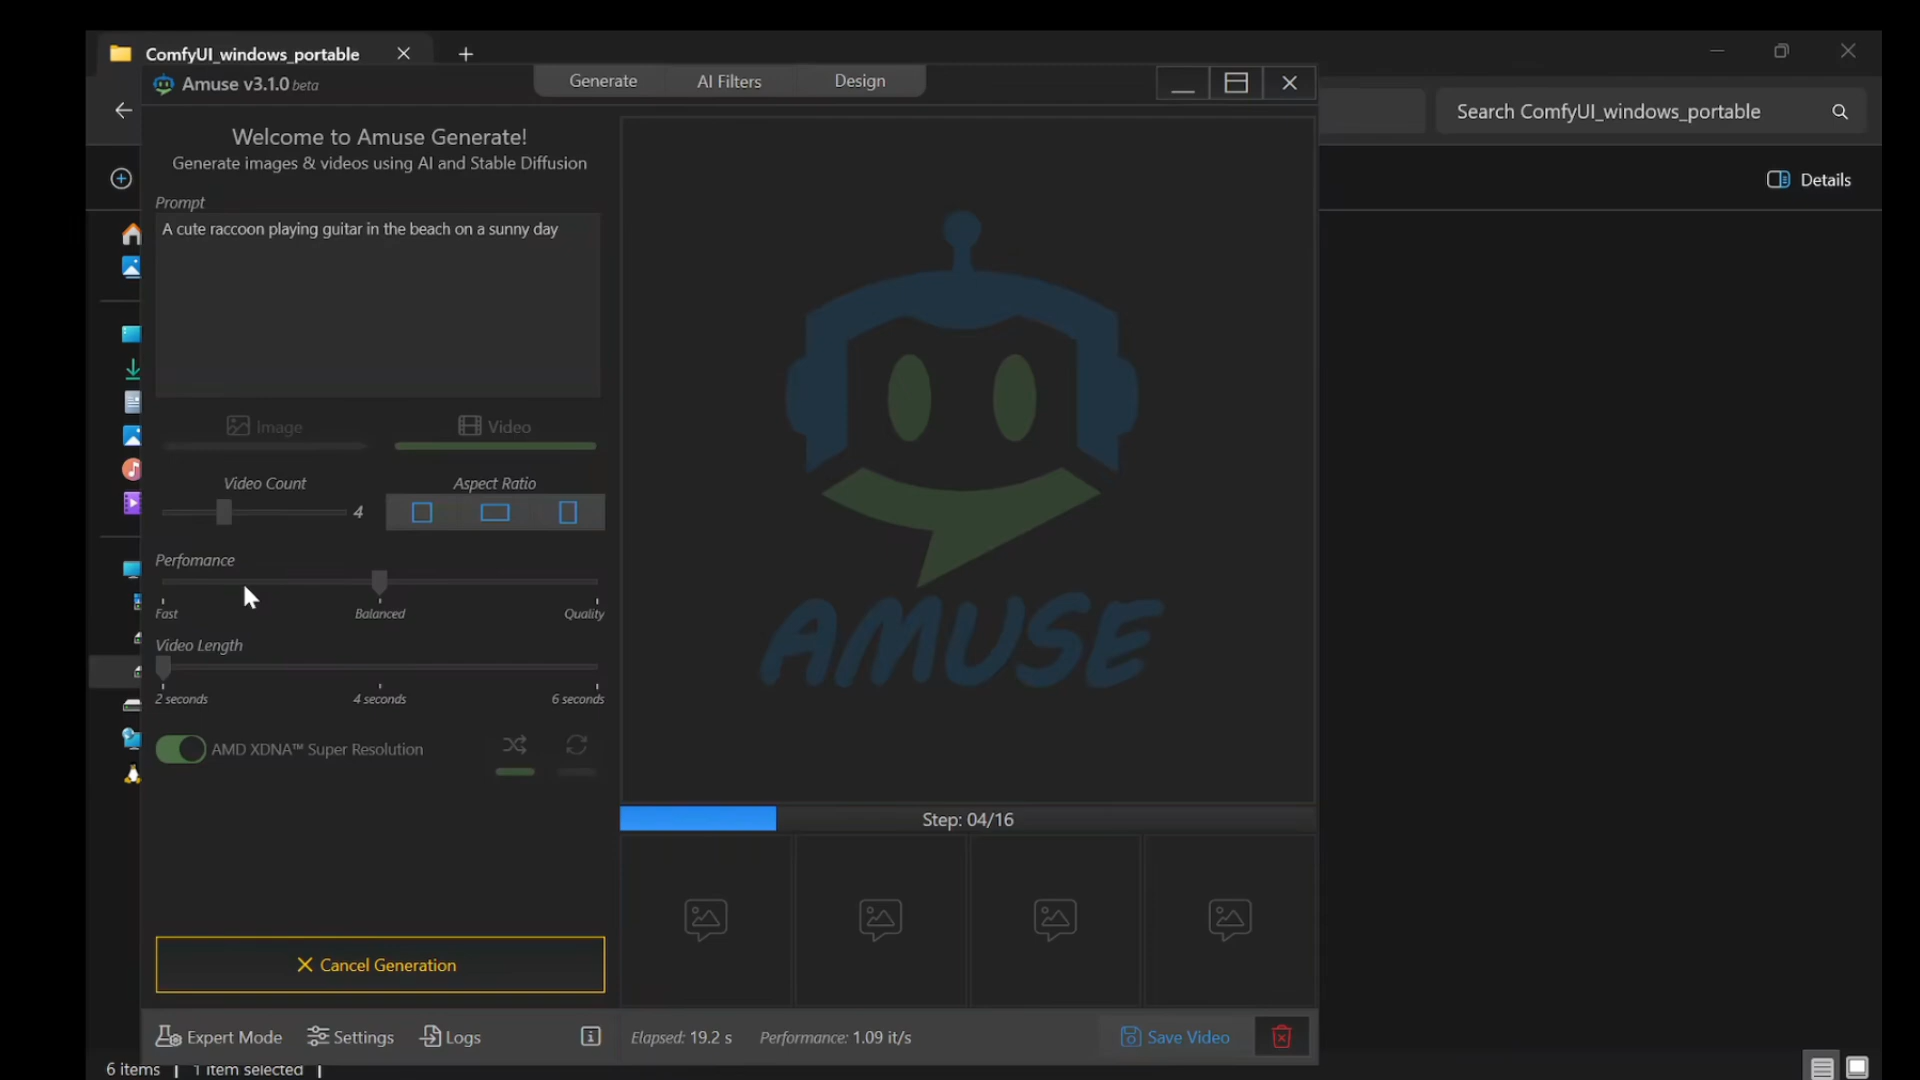 ComfyUI_windows_portable
Amuse v3.1.0 beta
Generate
AI Filters
Design
Search ComfyUI_windows_portable
Details
Welcome to Amuse Generate!
Generate images & videos using AI and Stable Diffusion
Prompt
A cute raccoon playing guitar in the beach on a sunny day
Image
Video
Video Count
4
Aspect Ratio
Perfomance
Fast
Balanced
Quality
Video Length
2 seconds
4 seconds
6 seconds
AMD XDNA™ Super Resolution
AMUSE
Step: 04/16
Cancel Generation
Expert Mode
Settings
Logs
Elapsed: 19.2 s
Performance: 1.09 it/s
Save Video
6 items
1 item selected